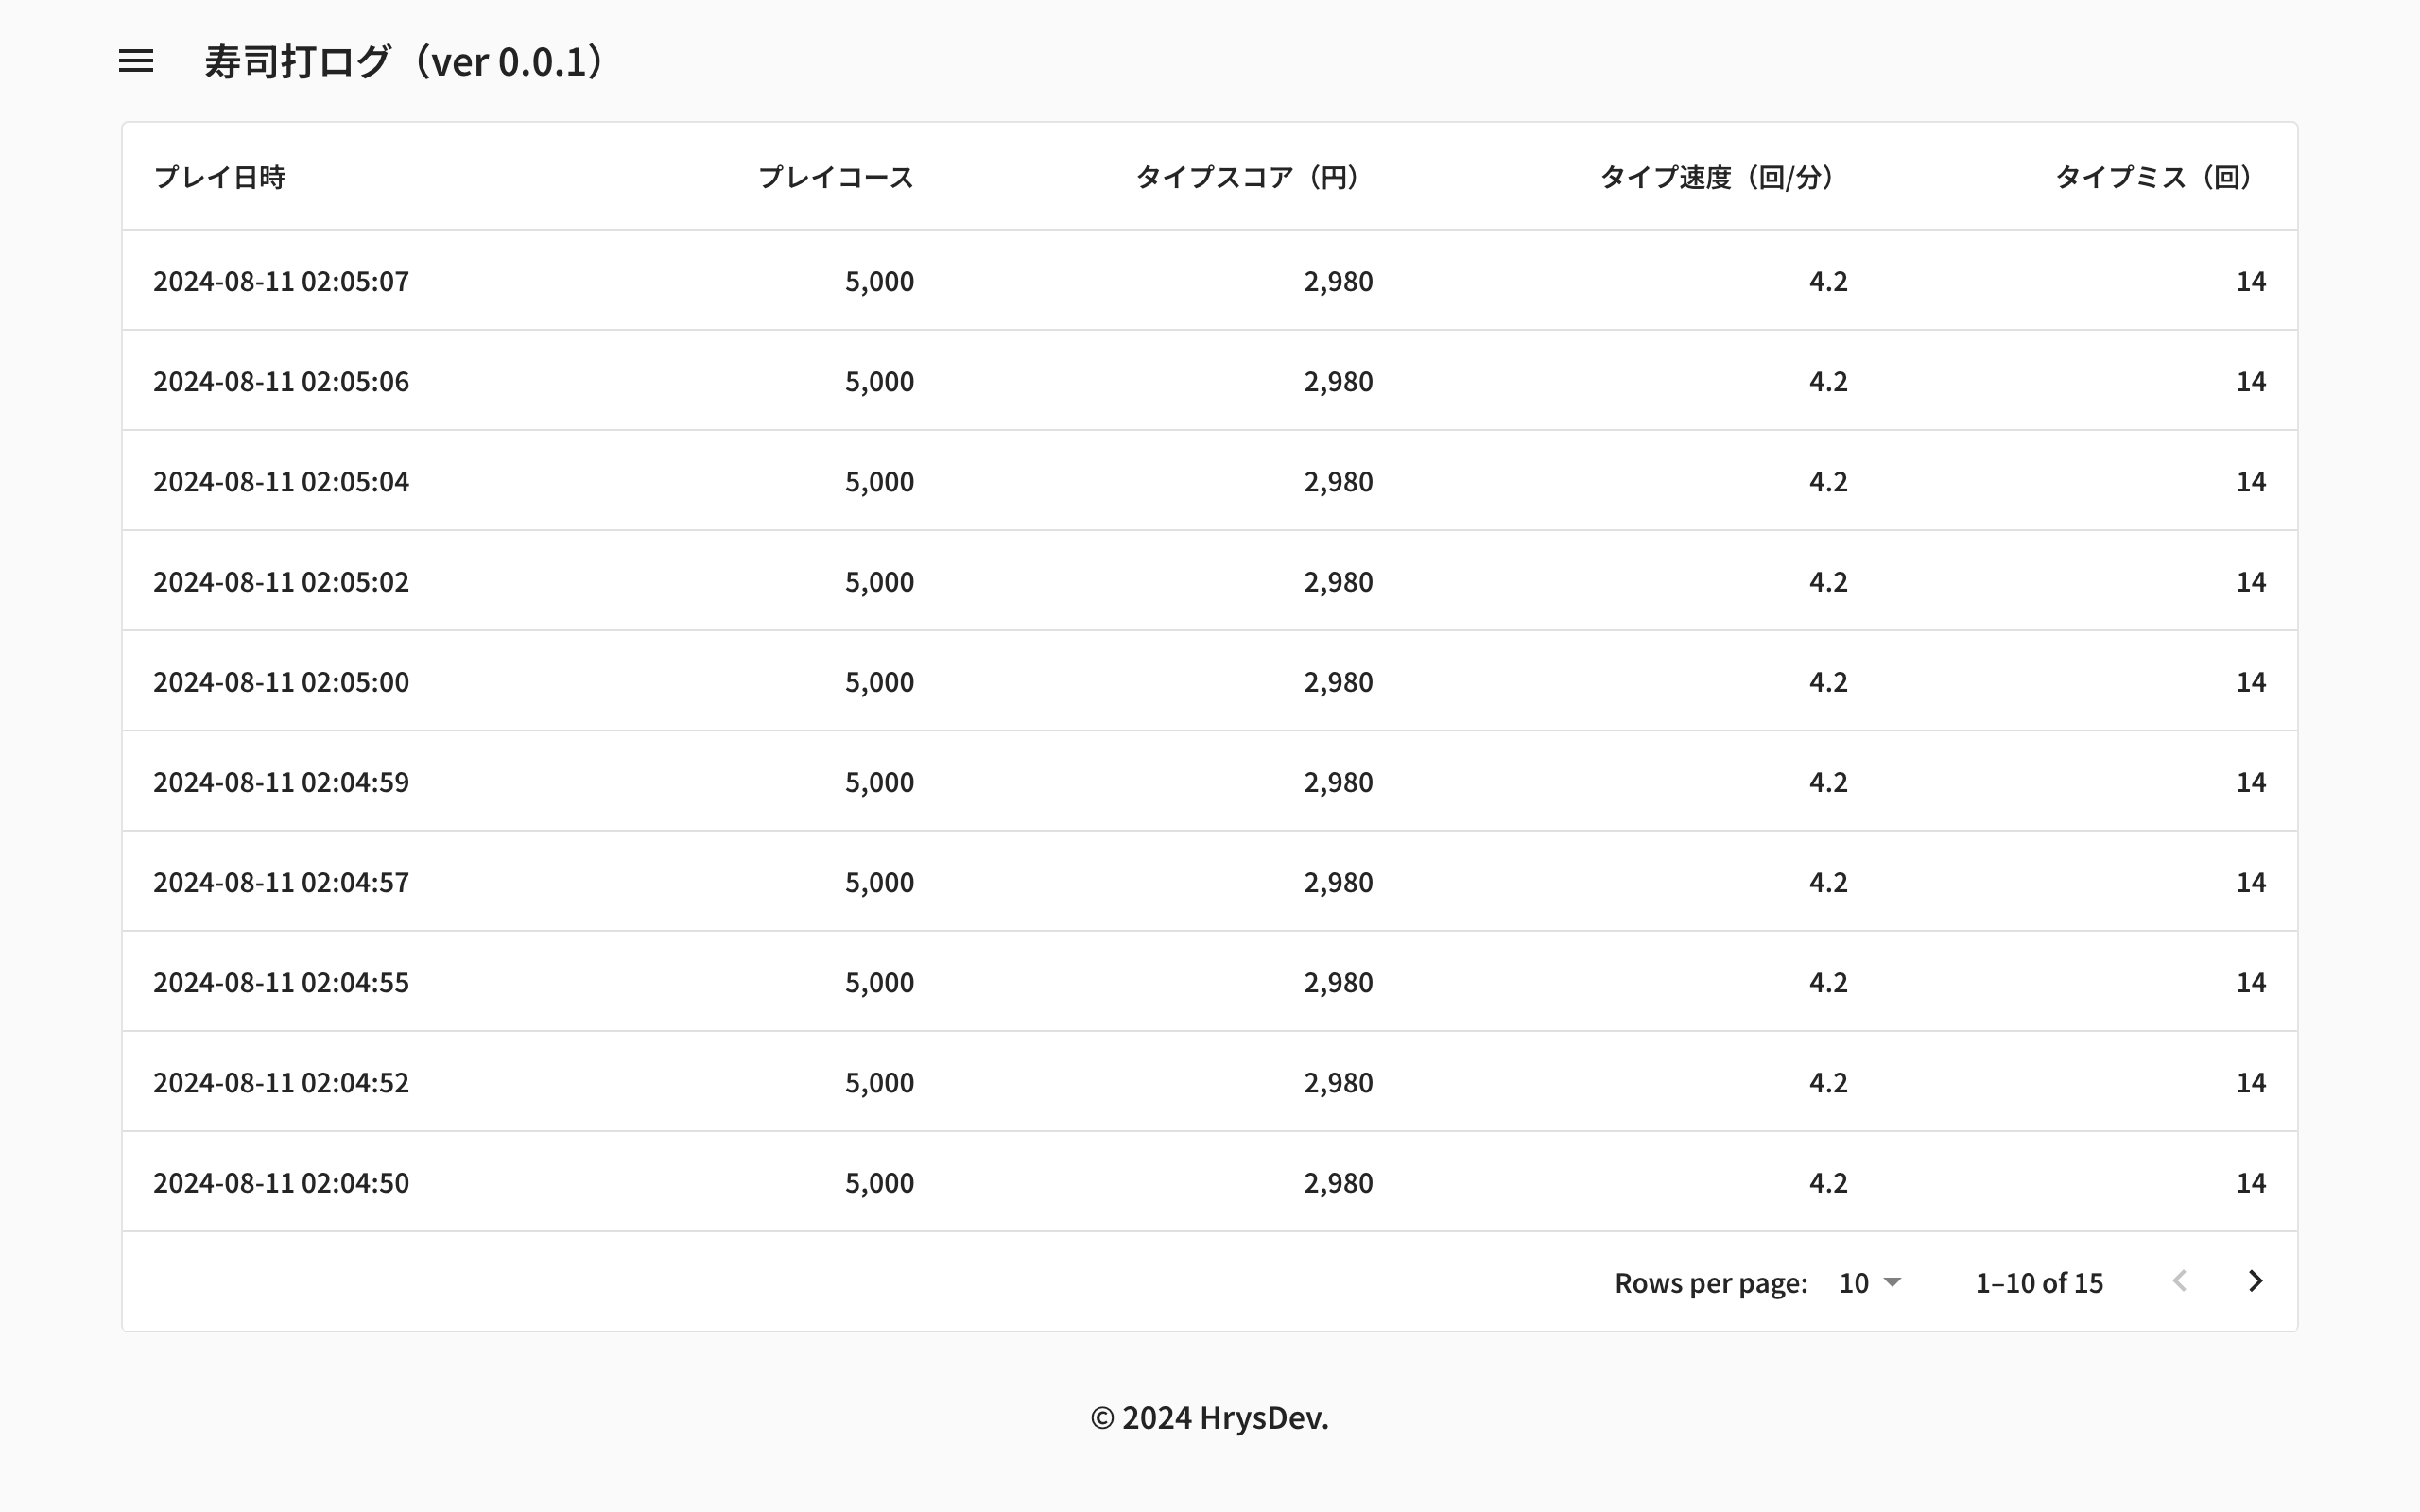 寿司打ログ（ver 0.0.1）
プレイ日時 プレイコース タイプスコア（円） タイプ速度（回/分） タイプミス（回）
2024-08-11 02:05:07 5,000 2,980 4.2 14
2024-08-11 02:05:06 5,000 2,980 4.2 14
2024-08-11 02:05:04 5,000 2,980 4.2 14
2024-08-11 02:05:02 5,000 2,980 4.2 14
2024-08-11 02:05:00 5,000 2,980 4.2 14
2024-08-11 02:04:59 5,000 2,980 4.2 14
2024-08-11 02:04:57 5,000 2,980 4.2 14
2024-08-11 02:04:55 5,000 2,980 4.2 14
2024-08-11 02:04:52 5,000 2,980 4.2 14
2024-08-11 02:04:50 5,000 2,980 4.2 14
Rows per page: 10 1–10 of 15
© 2024 HrysDev.